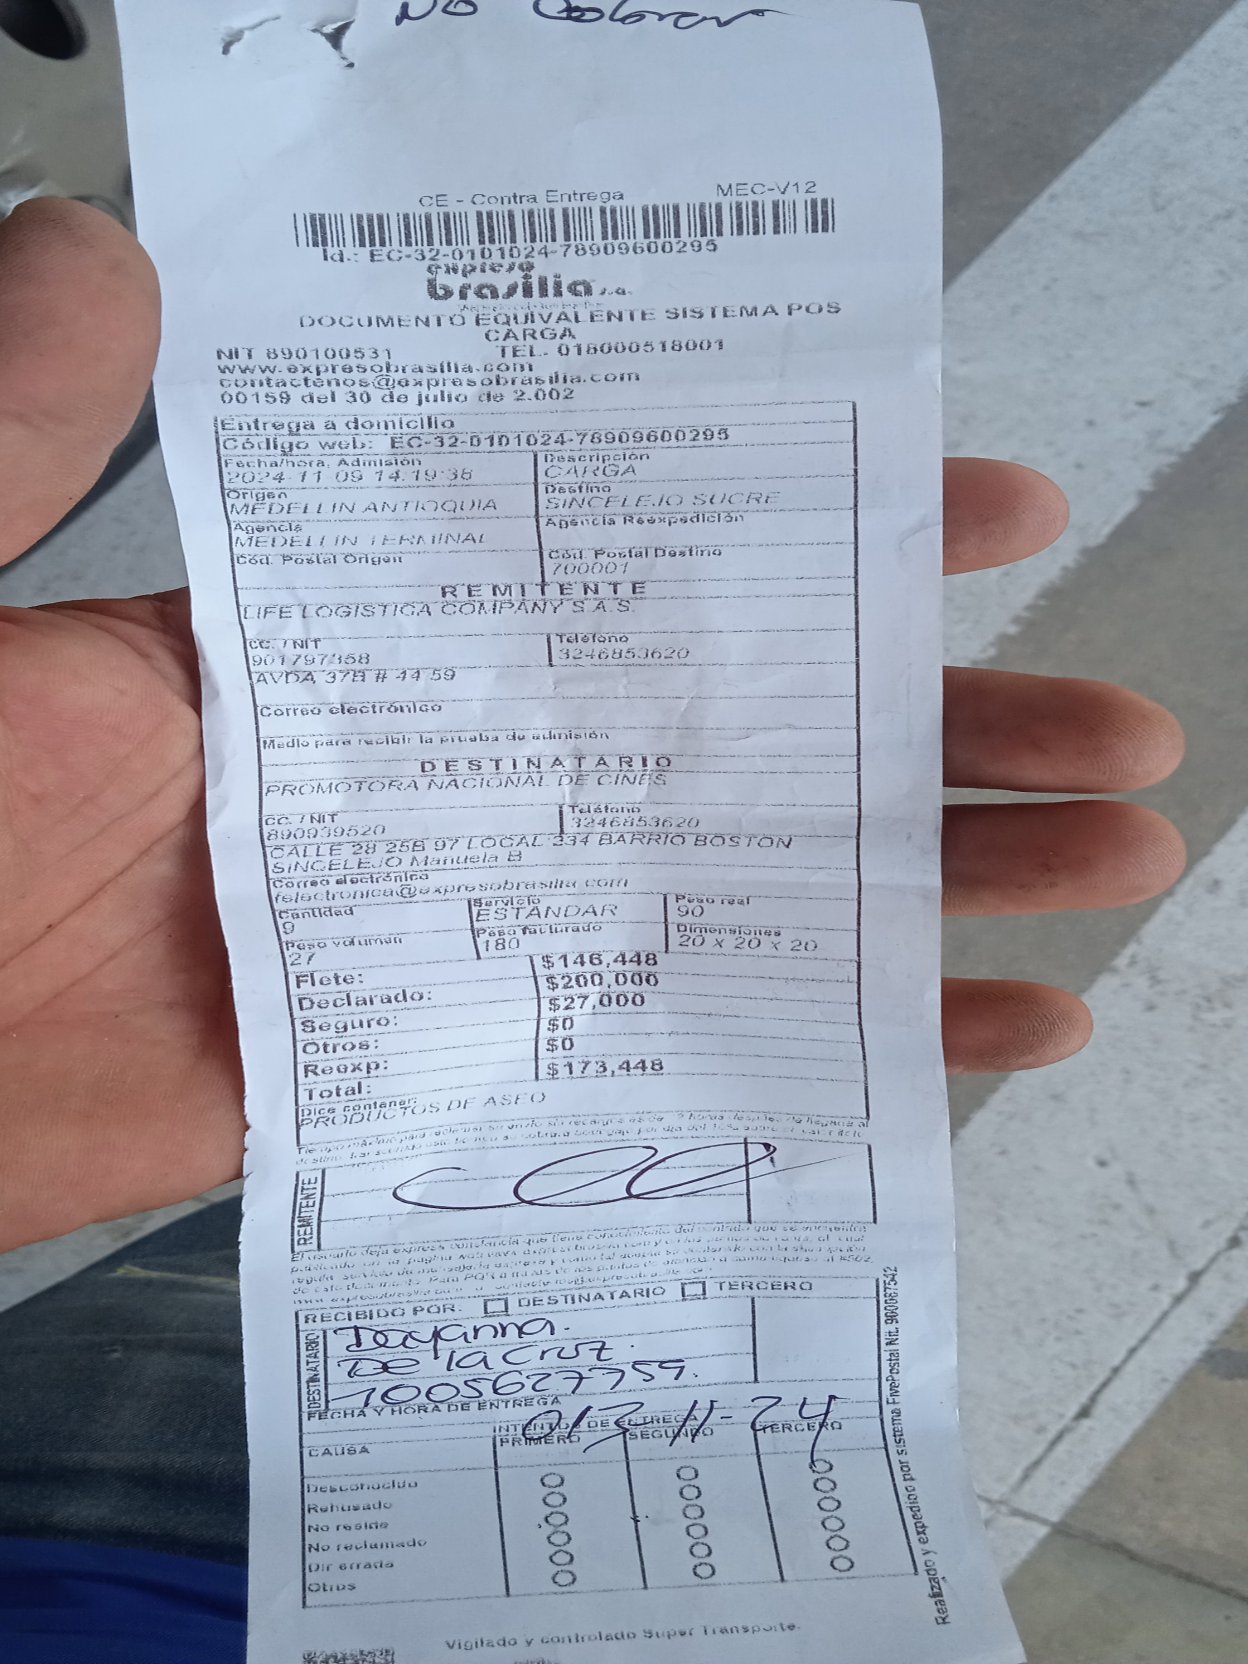 No Cobrar
CE - Contra Entrega MEC-V12
Id.: EC-32-0101024-78909600295
expreso
brasilia s.a.
DOCUMENTO EQUIVALENTE SISTEMA POS
CARGA
NIT 890100531 TEL. 018000518001
www.expresobrasilia.com
contactenos@expresobrasilia.com
00159 del 30 de julio de 2.002
Entrega a domicilio
Código web: EC-32-0101024-78909600295
Fecha/hora. Admisión Descripción
2024-11-09 14:19:36 CARGA
Origen Destino
MEDELLIN ANTIOQUIA SINCELEJO SUCRE
Agencia Agencia Reexpedición
MEDELLIN TERMINAL
Cód. Postal Origen Cód. Postal Destino
700001
REMITENTE
LIFE LOGISTICA COMPANY S.A.S.
CC. / NIT Teléfono
901797358 3246853620
AVDA 37B # 44 59
Correo electrónico
Medio para recibir la prueba de admisión
DESTINATARIO
PROMOTORA NACIONAL DE CINES
CC. / NIT Teléfono
890939520 3246853620
CALLE 28 25B 97 LOCAL 234 BARRIO BOSTON
SINCELEJO Manuela B
Correo electrónico
felectronica@expresobrasilia.com
Cantidad Servicio Peso real
9 ESTANDAR 90
Peso volumen Peso facturado Dimensiones
27 180 20 x 20 x 20
Flete: $146,448
Declarado: $200,000
Seguro: $27,000
Otros: $0
Reexp: $0
Total: $173,448
Dice contener:
PRODUCTOS DE ASEO
REMITENTE
RECIBIDO POR: DESTINATARIO TERCERO
DESTINATARIO
Dayanna.
De la Cruz.
1005627759.
FECHA Y HORA DE ENTREGA
013-11-24
INTENTOS DE ENTREGA
CAUSA PRIMERO SEGUNDO TERCERO
Desconocido
Rehusado
No reside
No reclamado
Dir errada
Otros
Realizado y expedido por sistema FivePostal Nit. 900667542
Vigilado y controlado Super Transporte.